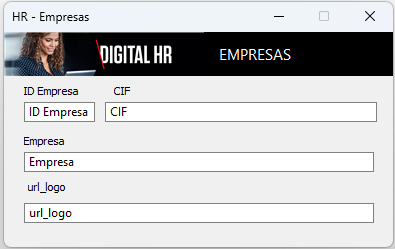 HR - Empresas
DIGITAL HR EMPRESAS
ID Empresa CIF
ID Empresa CIF
Empresa
Empresa
url_logo
url_logo